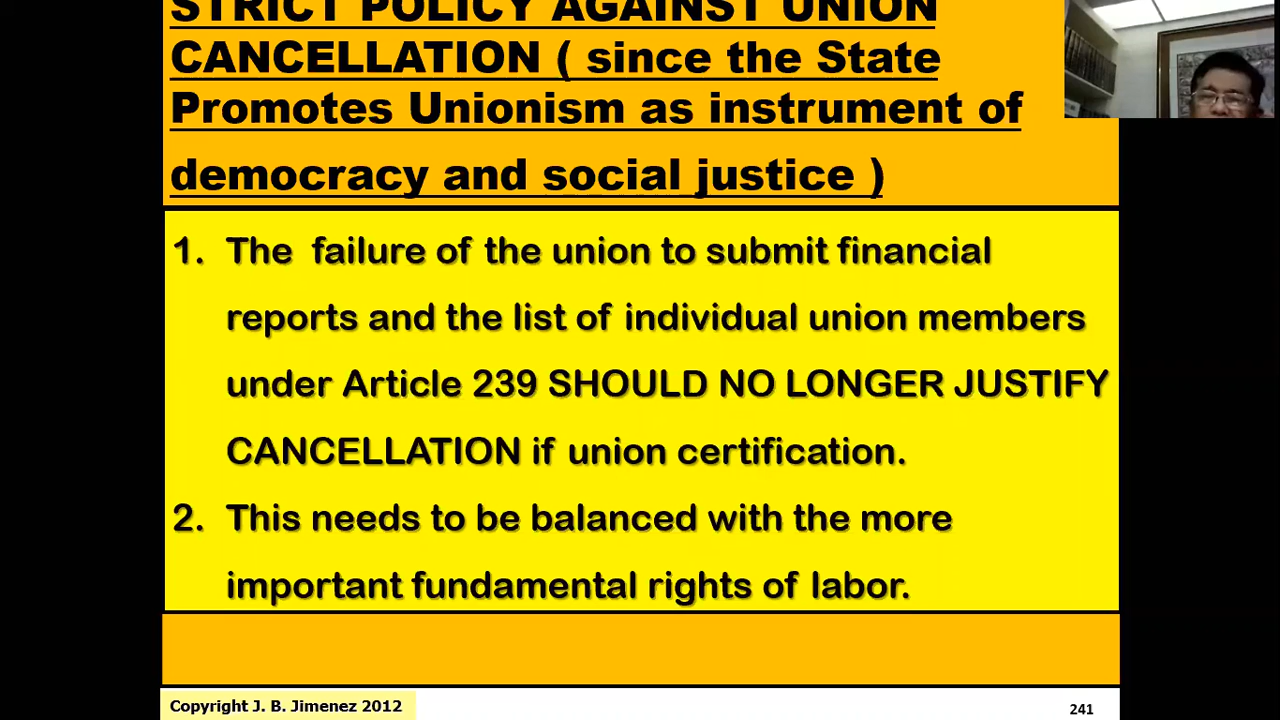 STRICT POLICY AGAINST UNION
CANCELLATION ( since the State
Promotes Unionism as instrument of
democracy and social justice )
1. The failure of the union to submit financial
reports and the list of individual union members
under Article 239 SHOULD NO LONGER JUSTIFY
CANCELLATION if union certification.
2. This needs to be balanced with the more
important fundamental rights of labor.
Copyright J. B. Jimenez 2012
241